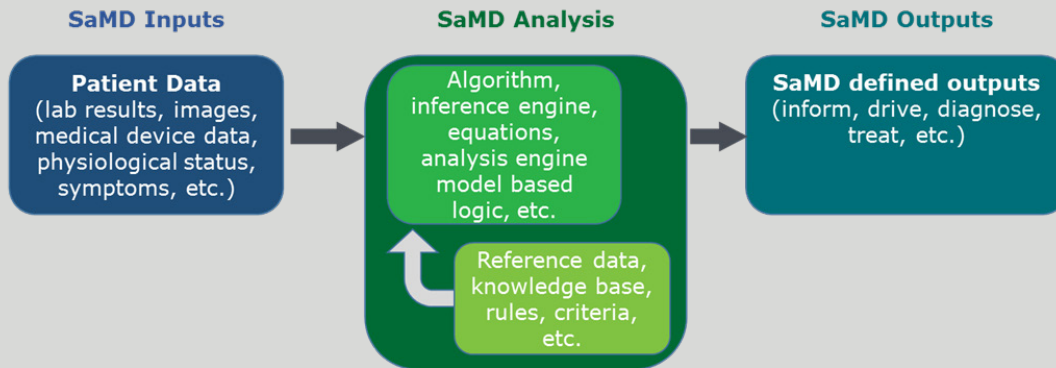 SaMD Inputs
Patient Data
(lab results, images,
medical device data,
physiological status,
symptoms, etc.)
SaMD Analysis
Algorithm,
inference engine,
equations,
analysis engine
model based
logic, etc.
Reference data,
knowledge base,
rules, criteria,
etc.
SaMD Outputs
SaMD defined outputs
(inform, drive, diagnose,
treat, etc.)